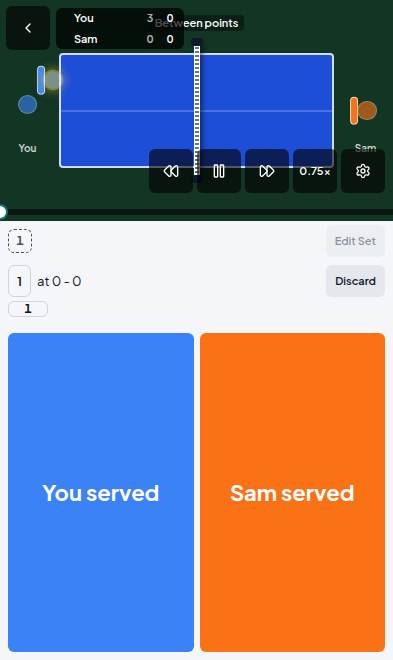 You 3 0
Sam 0 0
Between points
You
Sam
0.75×
1
Edit Set
1 at 0 - 0
Discard
1
You served
Sam served